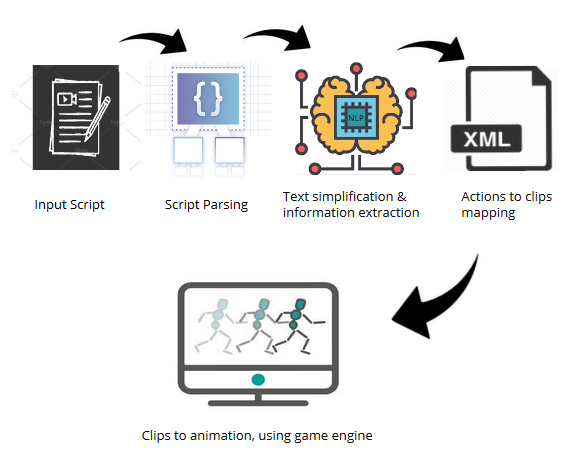 NLP
XML
Input Script
Script Parsing
Text simplification &
information extraction
Actions to clips
mapping
Clips to animation, using game engine